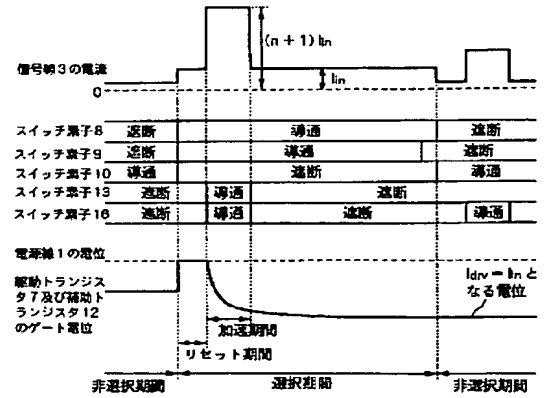 (n + 1) Iin
Iin
信号線3の電流
0
スイッチ素子8 遮断 導通 遮断
スイッチ素子9 遮断 導通 遮断
スイッチ素子10 導通 遮断 導通
スイッチ素子13 遮断 導通 遮断
スイッチ素子16 遮断 導通 遮断 導通
電源線1の電位
駆動トランジス
タ7及び補助ト
ランジスタ12
のゲート電位
Idrv = Iin と
なる電位
加速期間
リセット期間
非選択期間 選択期間 非選択期間